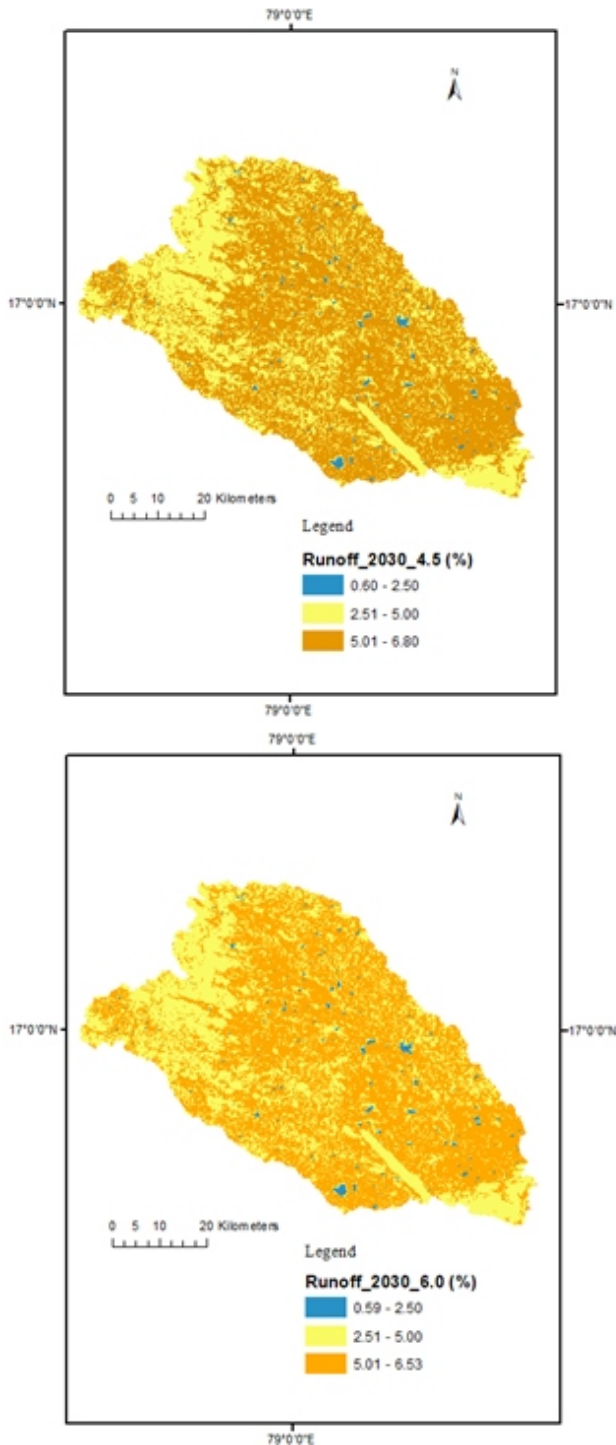 79°0'0"E
N
17°0'0"N
17°0'0"N
0 5 10 20 Kilometers
Legend
Runoff_2030_4.5 (%)
0.60 - 2.50
2.51 - 5.00
5.01 - 6.80
79°0'0"E
79°0'0"E
N
17°0'0"N
17°0'0"N
0 5 10 20 Kilometers
Legend
Runoff_2030_6.0 (%)
0.59 - 2.50
2.51 - 5.00
5.01 - 6.53
79°0'0"E